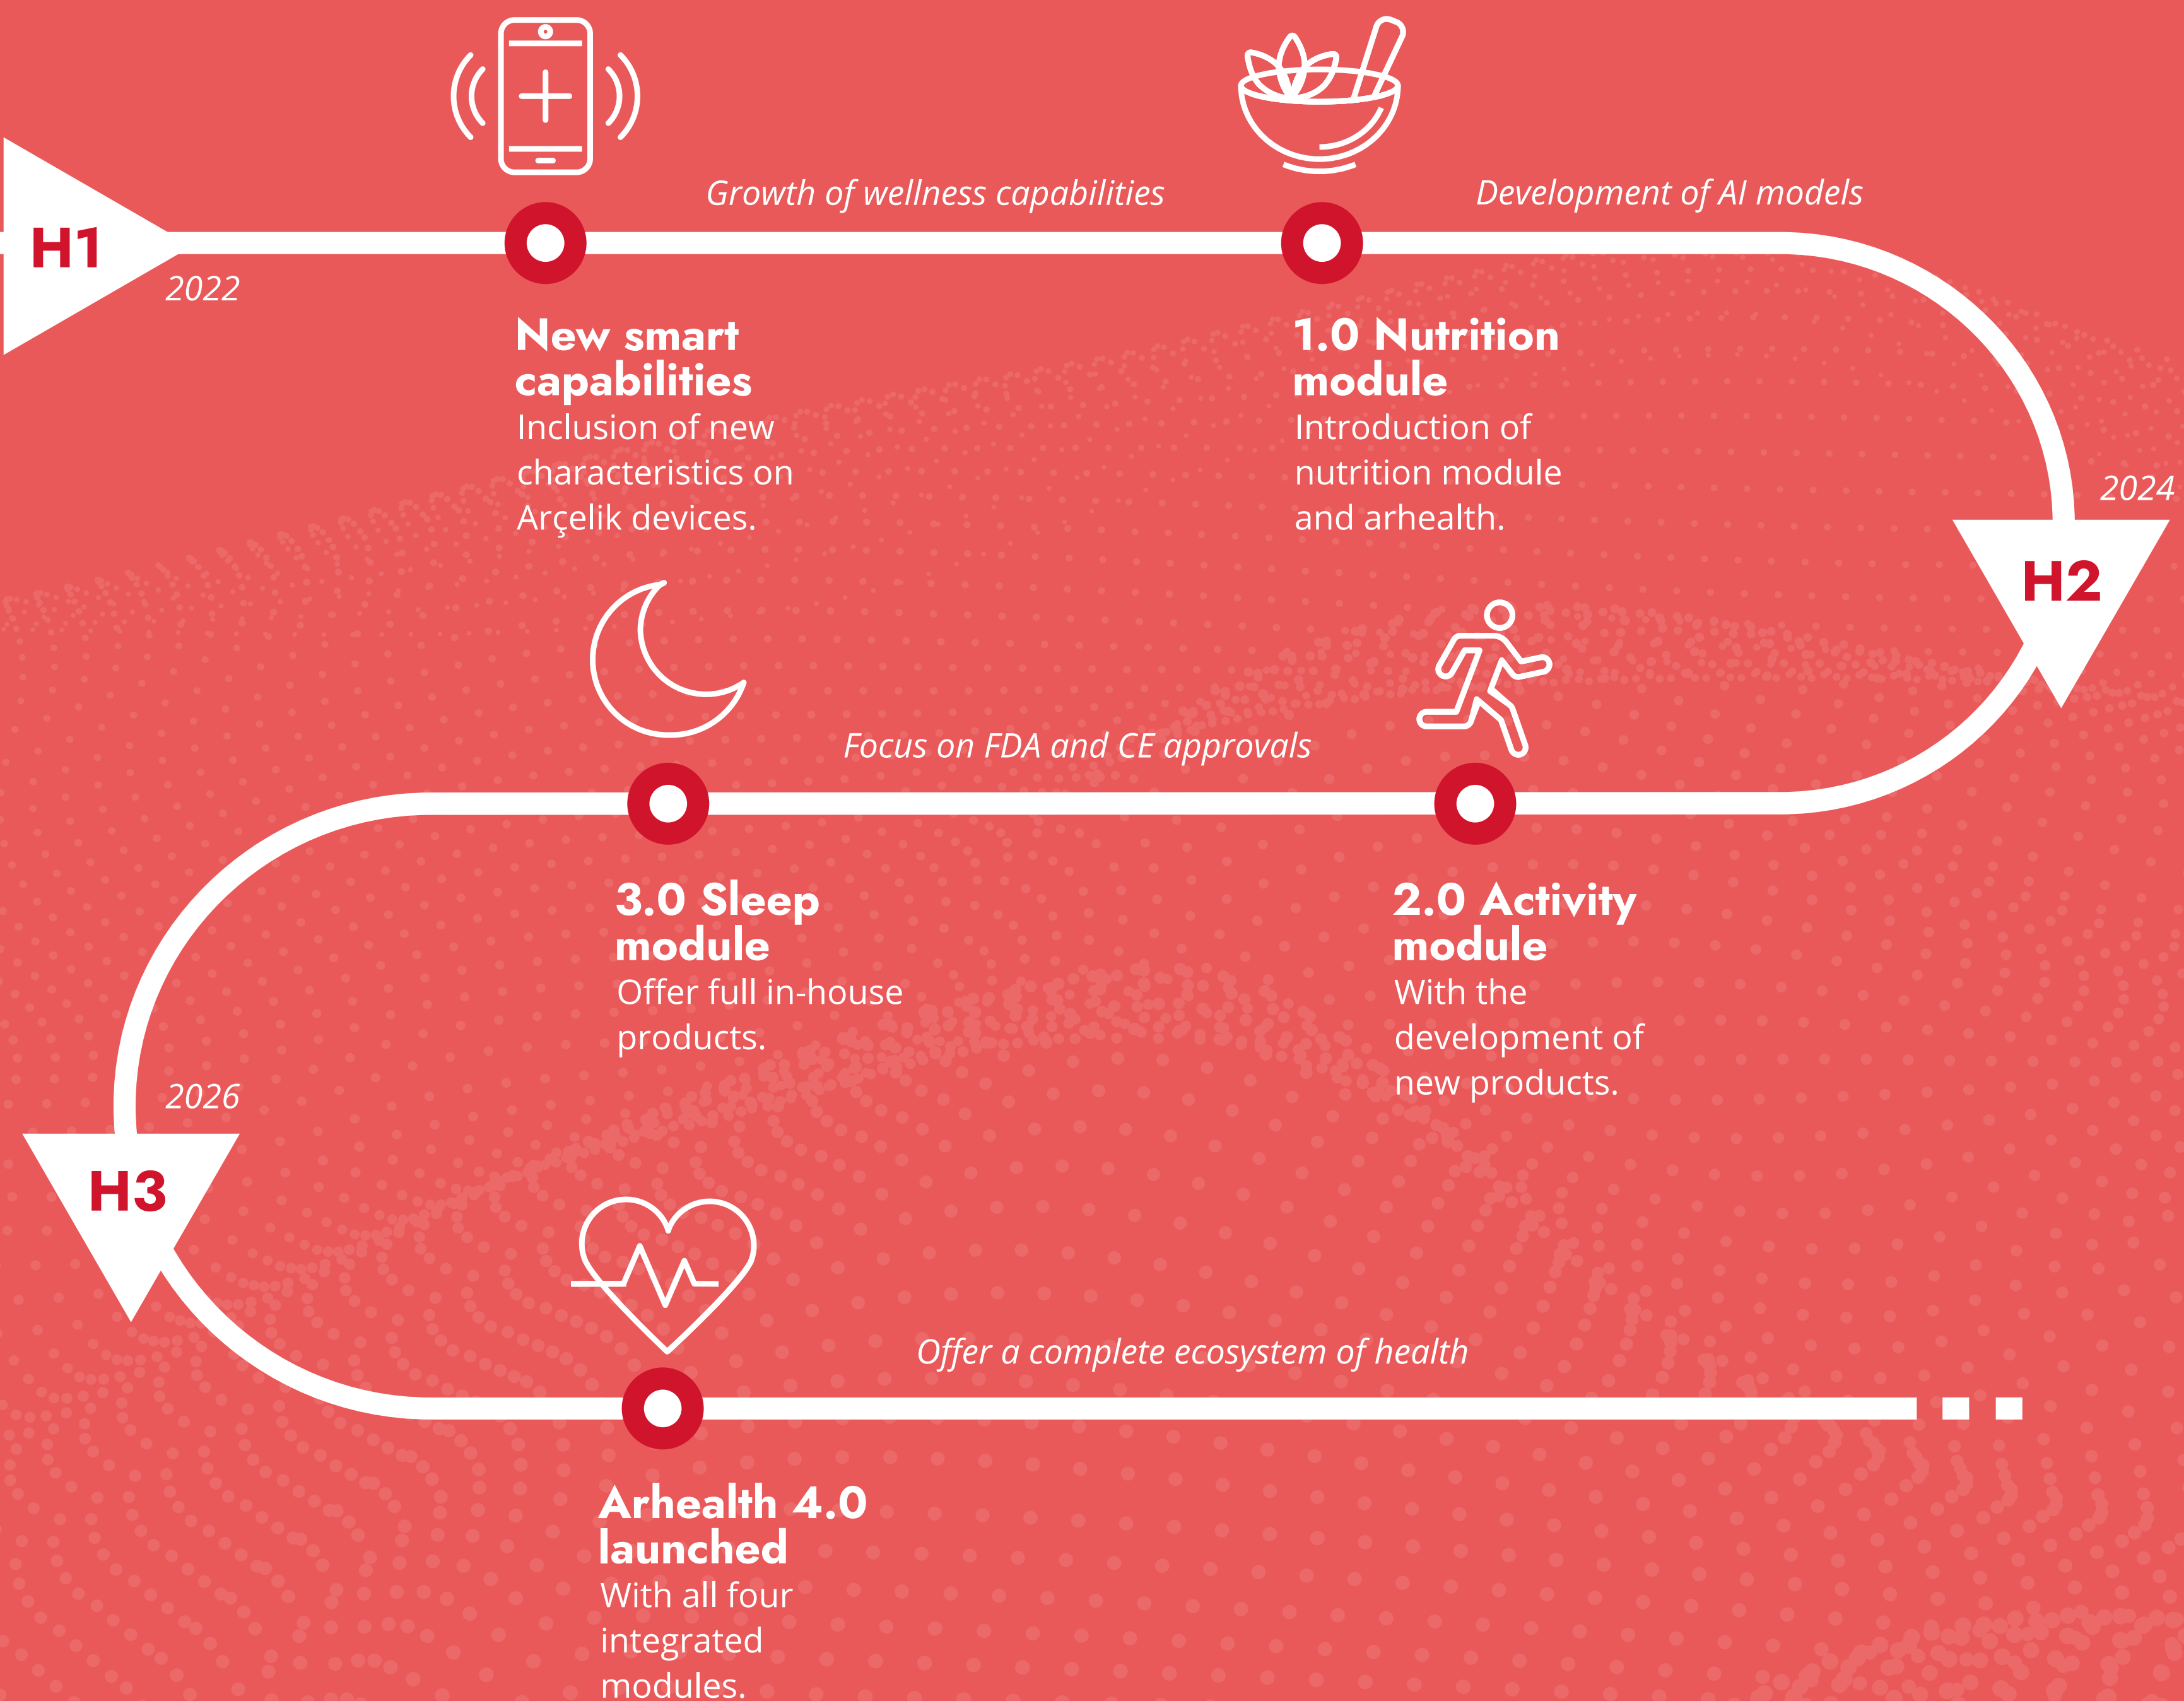 H1
2022
Growth of wellness capabilities
Development of AI models
New smart
capabilities
Inclusion of new
characteristics on
Arçelik devices.
1.0 Nutrition
module
Introduction of
nutrition module
and arhealth.
2024
H2
Focus on FDA and CE approvals
2.0 Activity
module
With the
development of
new products.
3.0 Sleep
module
Offer full in-house
products.
2026
H3
Offer a complete ecosystem of health
Arhealth 4.0
launched
With all four
integrated
modules.